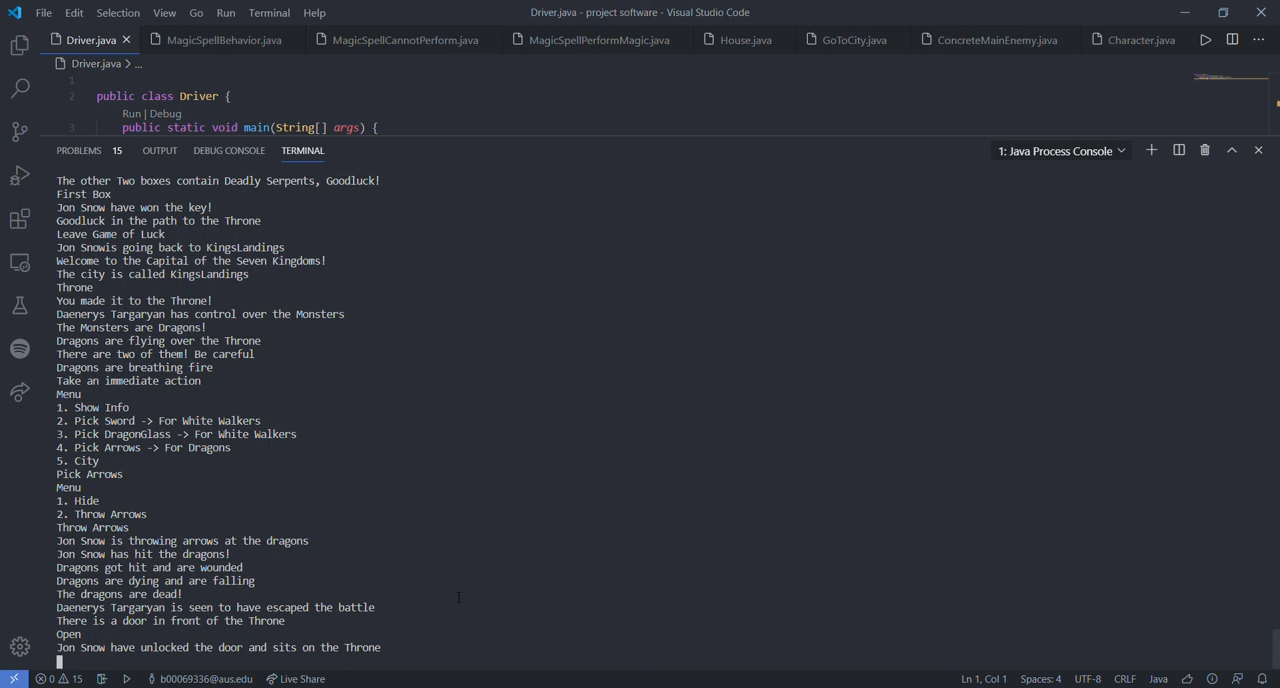 File Edit Selection View Go Run Terminal Help Driver.java - project software - Visual Studio Code
Driver.java MagicSpellBehavior.java MagicSpellCannotPerform.java MagicSpellPerformMagic.java House.java GoToCity.java ConcreteMainEnemy.java Character.java
Driver.java > ...
1
2 public class Driver {
Run | Debug
3 public static void main(String[] args) {
PROBLEMS 15 OUTPUT DEBUG CONSOLE TERMINAL 1: Java Process Console
The other Two boxes contain Deadly Serpents, Goodluck!
First Box
Jon Snow have won the key!
Goodluck in the path to the Throne
Leave Game of Luck
Jon Snowis going back to KingsLandings
Welcome to the Capital of the Seven Kingdoms!
The city is called KingsLandings
Throne
You made it to the Throne!
Daenerys Targaryan has control over the Monsters
The Monsters are Dragons!
Dragons are flying over the Throne
There are two of them! Be careful
Dragons are breathing fire
Take an immediate action
Menu
1. Show Info
2. Pick Sword -> For White Walkers
3. Pick DragonGlass -> For White Walkers
4. Pick Arrows -> For Dragons
5. City
Pick Arrows
Menu
1. Hide
2. Throw Arrows
Throw Arrows
Jon Snow is throwing arrows at the dragons
Jon Snow has hit the dragons!
Dragons got hit and are wounded
Dragons are dying and are falling
The dragons are dead!
Daenerys Targaryan is seen to have escaped the battle
There is a door in front of the Throne
Open
Jon Snow have unlocked the door and sits on the Throne
0 15 b00069336@aus.edu Live Share Ln 1, Col 1 Spaces: 4 UTF-8 CRLF Java